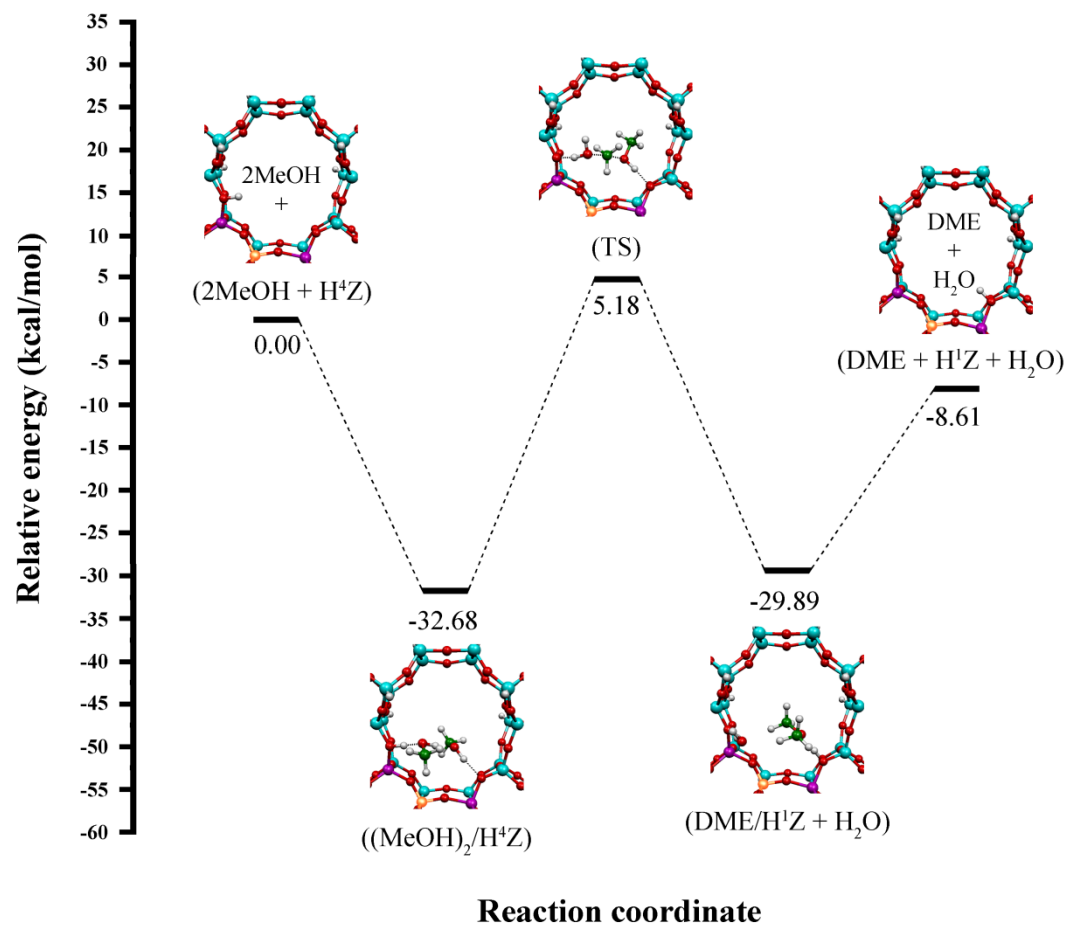 35
30
25
20
15
10
5
0
-5
-10
-15
-20
-25
-30
-35
-40
-45
-50
-55
-60
Relative energy (kcal/mol)
2MeOH
+
(2MeOH + H⁴Z)
0.00
-32.68
((MeOH)₂/H⁴Z)
(TS)
5.18
-29.89
(DME/H¹Z + H₂O)
DME
+
H₂O
(DME + H¹Z + H₂O)
-8.61
Reaction coordinate